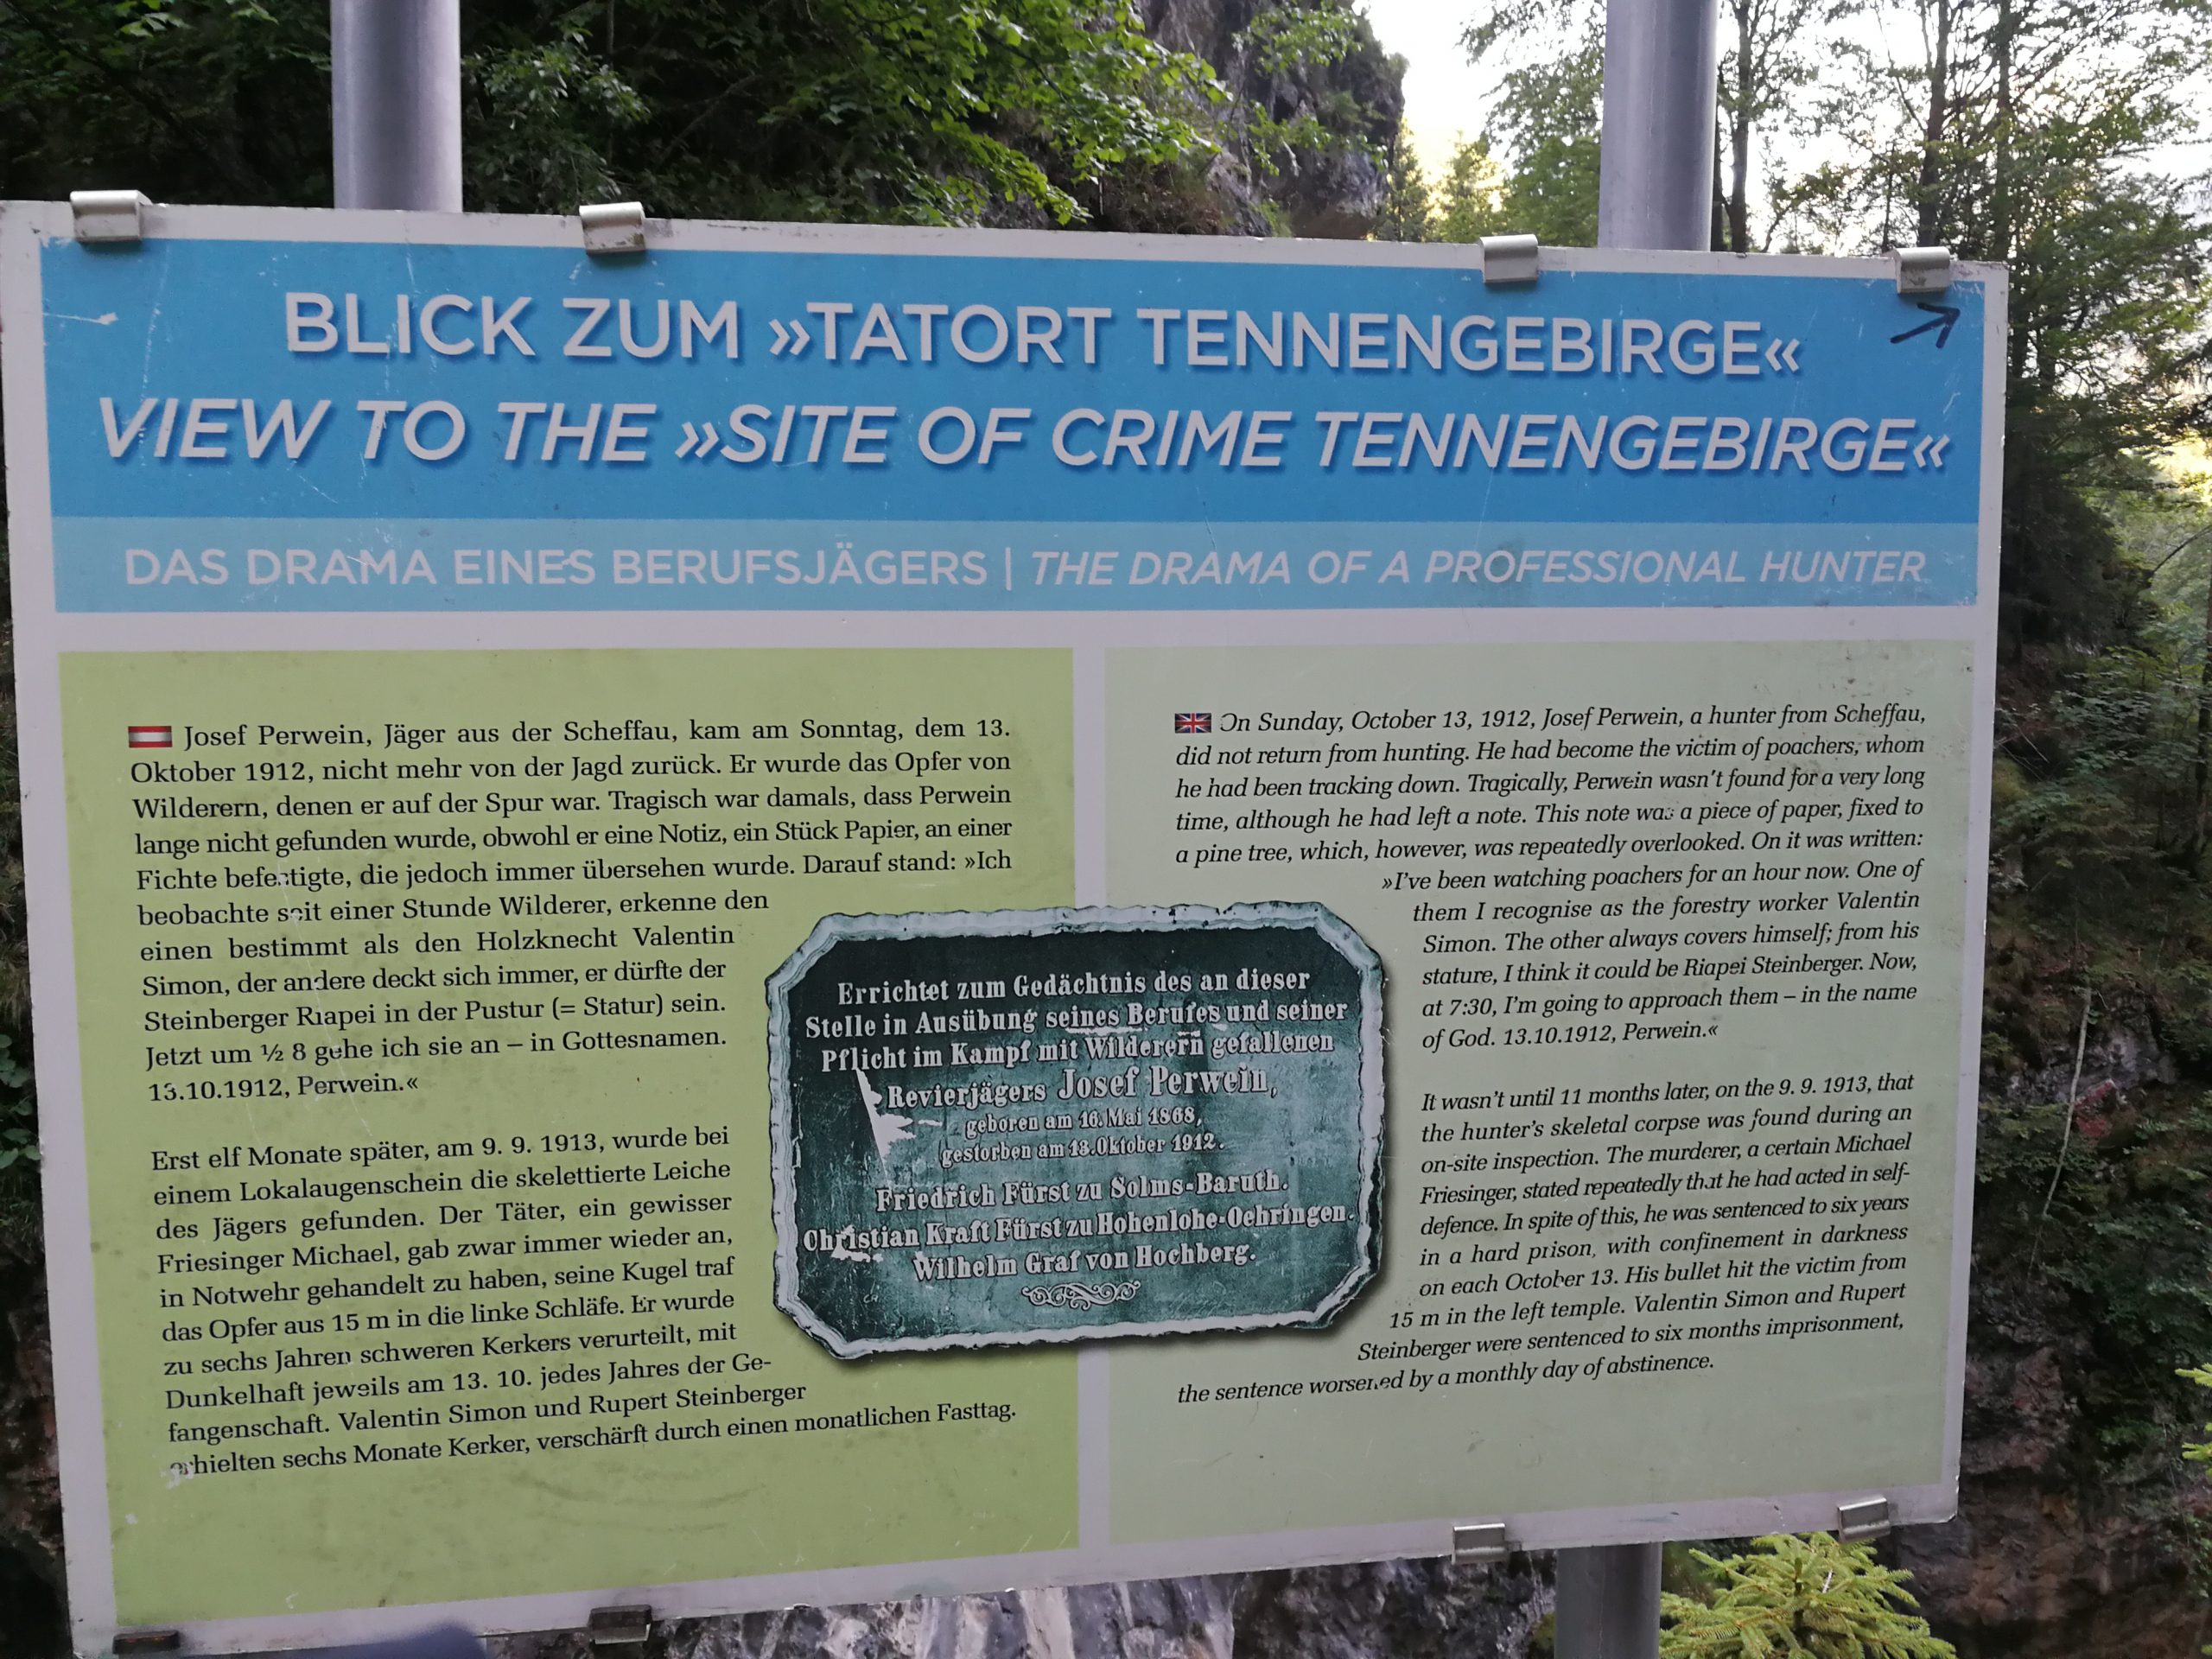 BLICK ZUM »TATORT TENNENGEBIRGE«
VIEW TO THE »SITE OF CRIME TENNENGEBIRGE«
DAS DRAMA EINES BERUFSJÄGERS | THE DRAMA OF A PROFESSIONAL HUNTER
Josef Perwein, Jäger aus der Scheffau, kam am Sonntag, dem 13.
Oktober 1912, nicht mehr von der Jagd zurück. Er wurde das Opfer von
Wilderern, denen er auf der Spur war. Tragisch war damals, dass Perwein
lange nicht gefunden wurde, obwohl er eine Notiz, ein Stück Papier, an einer
Fichte befestigte, die jedoch immer übersehen wurde. Darauf stand: »Ich
beobachte seit einer Stunde Wilderer, erkenne den
einen bestimmt als den Holzknecht Valentin
Simon, der andere deckt sich immer, er dürfte der
Steinberger Riapei in der Pustur (= Statur) sein.
Jetzt um ½ 8 gehe ich sie an – in Gottesnamen.
13.10.1912, Perwein.«
Erst elf Monate später, am 9. 9. 1913, wurde bei
einem Lokalaugenschein die skelettierte Leiche
des Jägers gefunden. Der Täter, ein gewisser
Friesinger Michael, gab zwar immer wieder an,
in Notwehr gehandelt zu haben, seine Kugel traf
das Opfer aus 15 m in die linke Schläfe. Er wurde
zu sechs Jahren schweren Kerkers verurteilt, mit
Dunkelhaft jeweils am 13. 10. jedes Jahres der Ge-
fangenschaft. Valentin Simon und Rupert Steinberger
erhielten sechs Monate Kerker, verschärft durch einen monatlichen Fasttag.
Errichtet zum Gedächtnis des an dieser
Stelle in Ausübung seines Berufes und seiner
Pflicht im Kampf mit Wilderern gefallenen
Revierjägers Josef Perwein,
geboren am 16. Mai 1868,
gestorben am 13. Oktober 1912.
Friedrich Fürst zu Solms-Baruth.
Christian Kraft Fürst zu Hohenlohe-Oehringen.
Wilhelm Graf von Hochberg.
On Sunday, October 13, 1912, Josef Perwein, a hunter from Scheffau,
did not return from hunting. He had become the victim of poachers, whom
he had been tracking down. Tragically, Perwein wasn't found for a very long
time, although he had left a note. This note was a piece of paper, fixed to
a pine tree, which, however, was repeatedly overlooked. On it was written:
»I've been watching poachers for an hour now. One of
them I recognise as the forestry worker Valentin
Simon. The other always covers himself; from his
stature, I think it could be Riapei Steinberger. Now,
at 7:30, I'm going to approach them – in the name
of God. 13.10.1912, Perwein.«
It wasn't until 11 months later, on the 9. 9. 1913, that
the hunter's skeletal corpse was found during an
on-site inspection. The murderer, a certain Michael
Friesinger, stated repeatedly that he had acted in self-
defence. In spite of this, he was sentenced to six years
in a hard prison, with confinement in darkness
on each October 13. His bullet hit the victim from
15 m in the left temple. Valentin Simon and Rupert
Steinberger were sentenced to six months imprisonment,
the sentence worsened by a monthly day of abstinence.